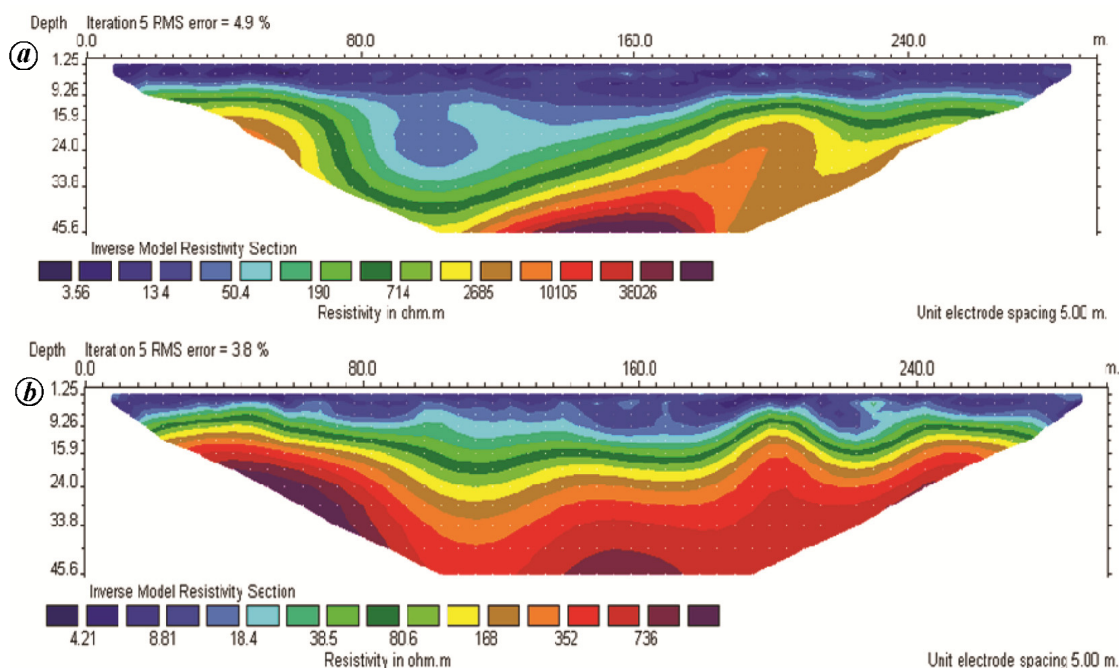 Depth Iteration 5 RMS error = 4.9 %
0.0 80.0 160.0 240.0 m.
a
1.25
9.26
15.9
24.0
33.8
45.6
Inverse Model Resistivity Section
3.56 13.4 50.4 190 714 2685 10105 38026
Resistivity in ohm.m
Unit electrode spacing 5.00 m.
Depth Iteration 5 RMS error = 3.8 %
0.0 80.0 160.0 240.0 m.
b
1.25
9.26
15.9
24.0
33.8
45.6
Inverse Model Resistivity Section
4.21 8.81 18.4 38.5 80.6 168 352 736
Resistivity in ohm.m
Unit electrode spacing 5.00 m.